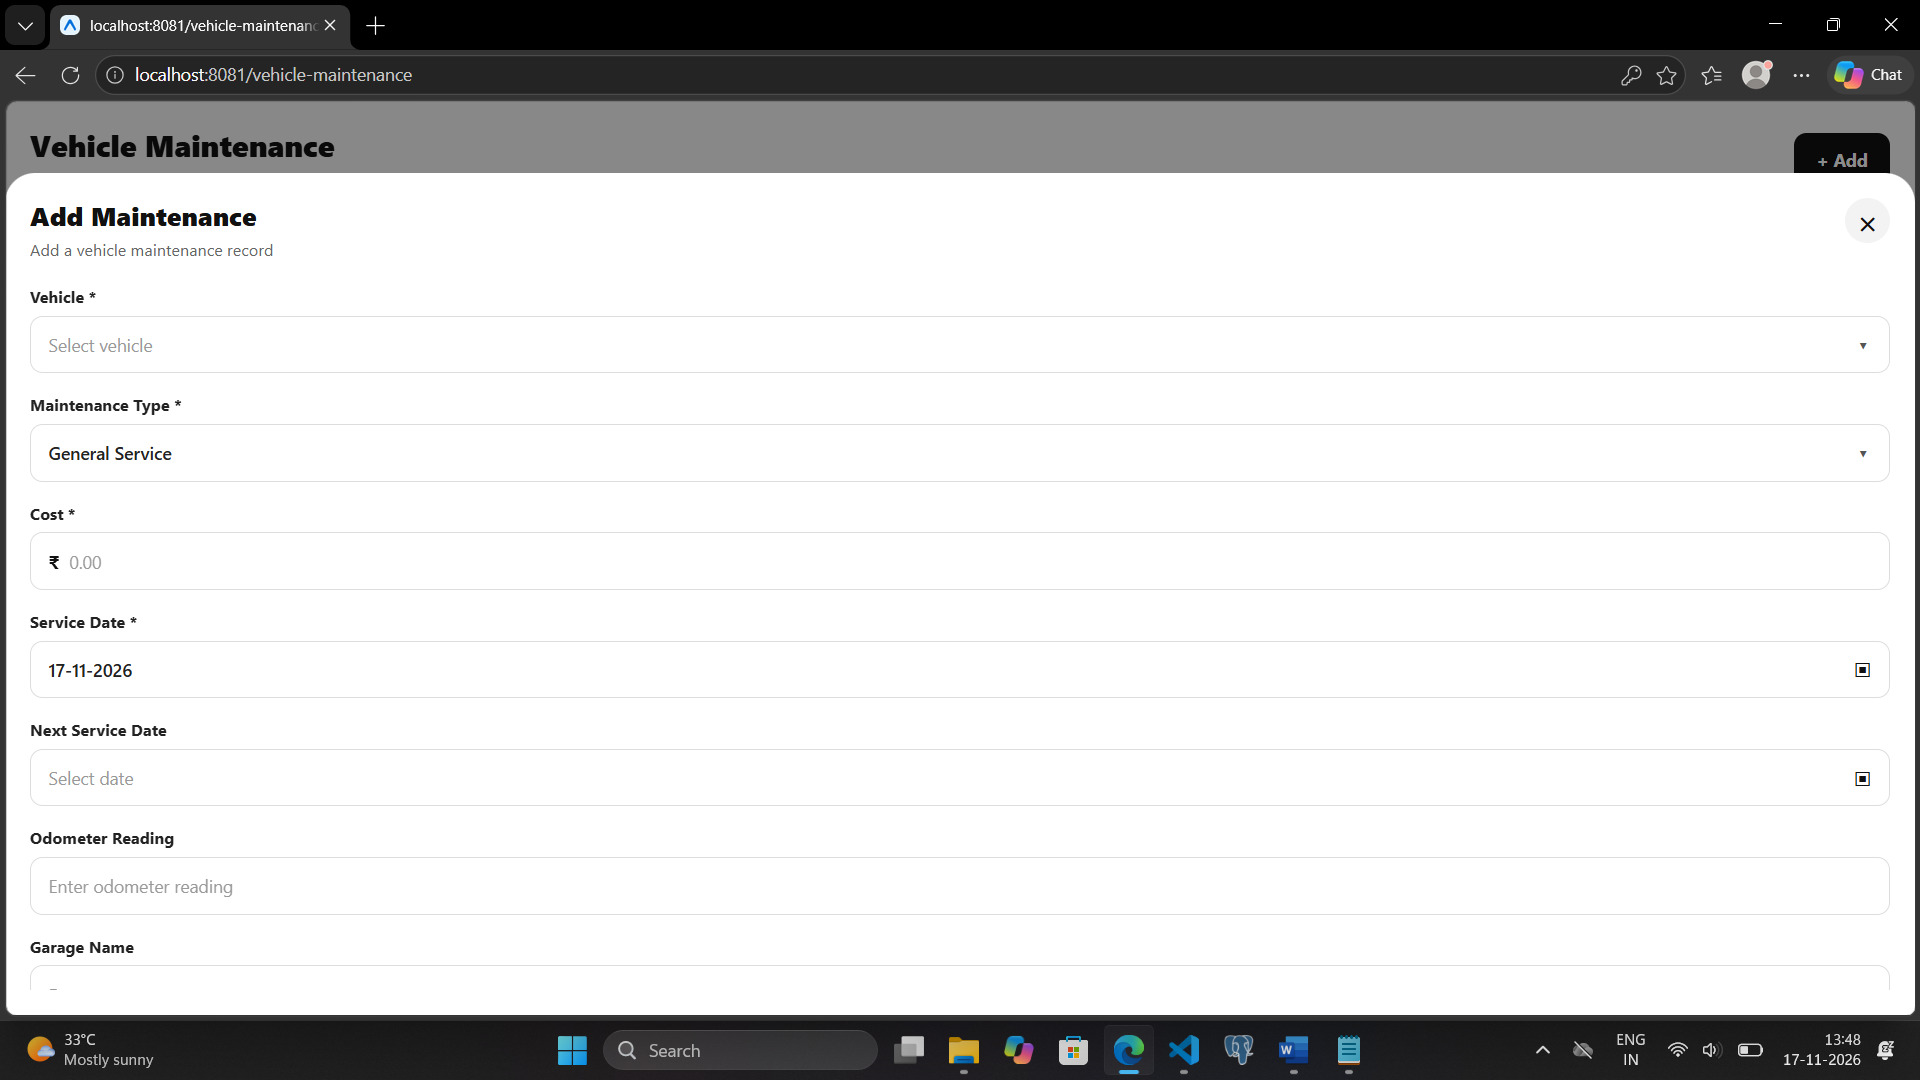 localhost:8081/vehicle-maintenanc
localhost:8081/vehicle-maintenance
Chat
Vehicle Maintenance
+ Add
Add Maintenance
Add a vehicle maintenance record
Vehicle *
Select vehicle
Maintenance Type *
General Service
Cost *
₹ 0.00
Service Date *
17-11-2026
Next Service Date
Select date
Odometer Reading
Enter odometer reading
Garage Name
33°C
Mostly sunny
Search
ENG
IN
13:48
17-11-2026